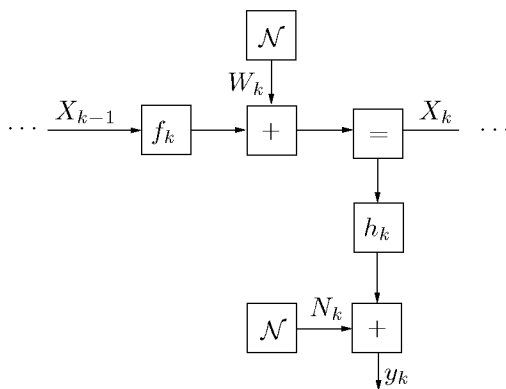 𝒩
W_k
⋯ X_{k−1} f_k + = X_k ⋯
h_k
𝒩 N_k +
y_k